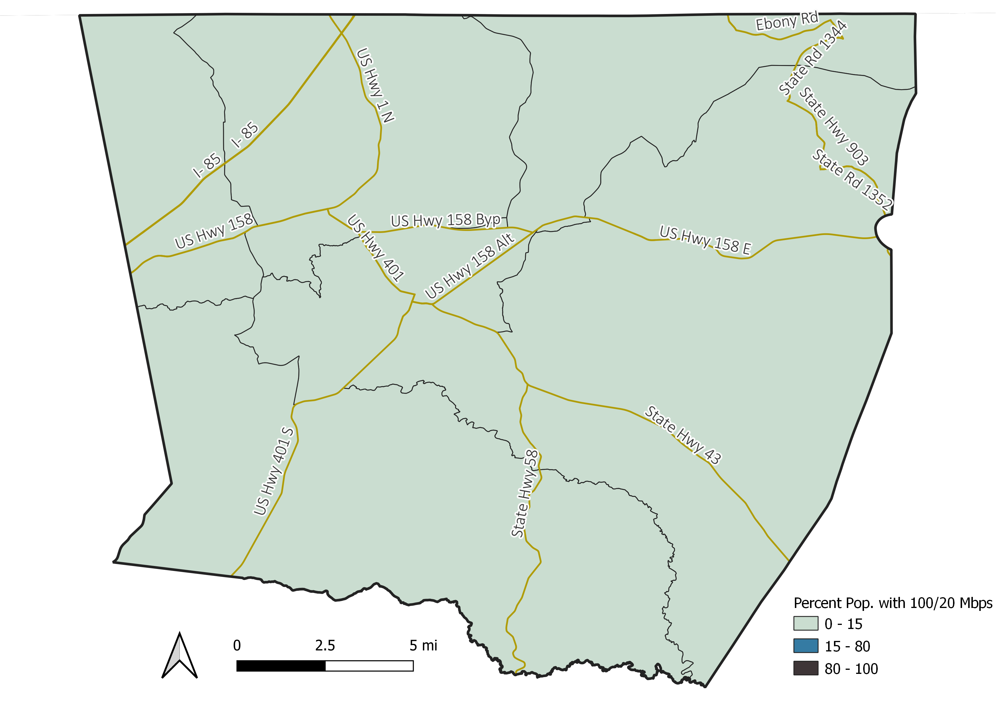 Ebony Rd
State Rd 1344
US Hwy 1 N
State Hwy 903
I- 85
I- 85
State Rd 1352
US Hwy 158
US Hwy 401
US Hwy 158 Byp
US Hwy 158 E
US Hwy 158 Alt
State Hwy 43
US Hwy 401 S
State Hwy 58
Percent Pop. with 100/20 Mbps
0 - 15
15 - 80
80 - 100
0 2.5 5 mi